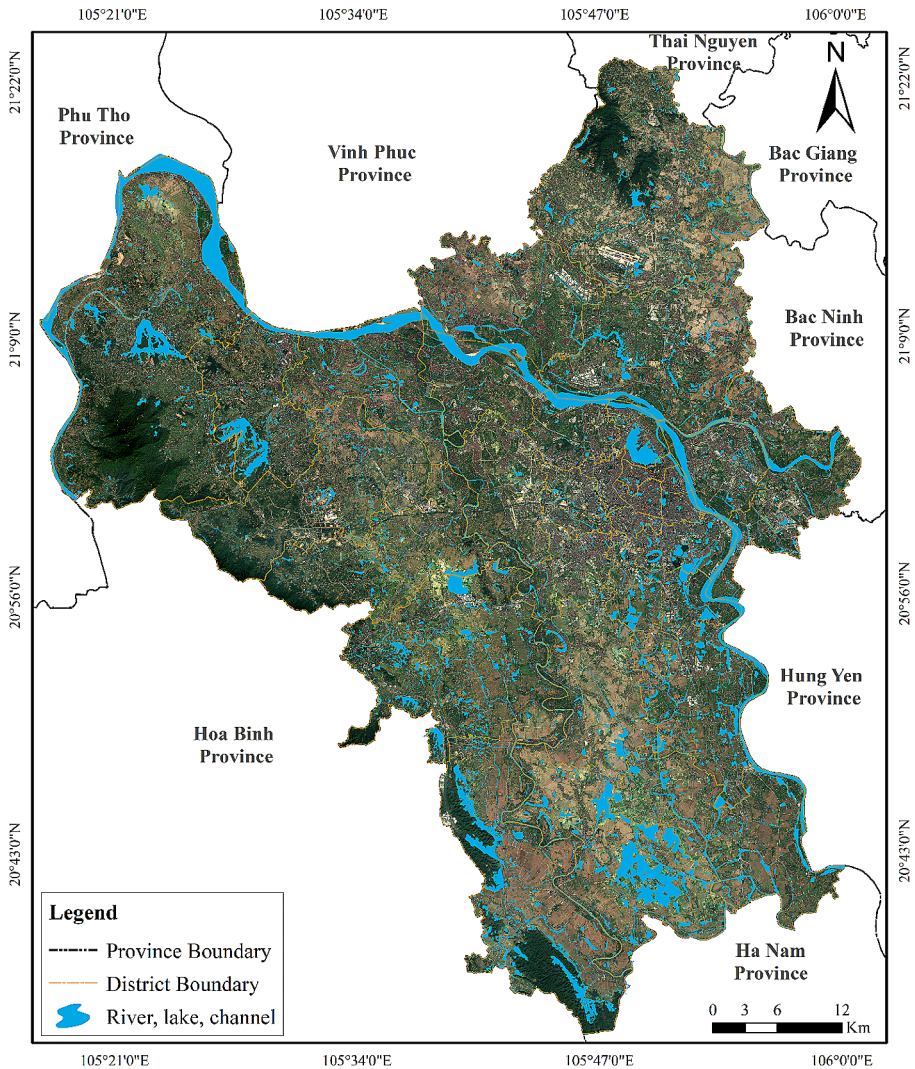 105°21'0"E
105°34'0"E
105°47'0"E
106°0'0"E
Thai Nguyen
Province
N
21°22'0"N
21°22'0"N
Phu Tho
Province
Vinh Phuc
Province
Bac Giang
Province
21°9'0"N
21°9'0"N
Bac Ninh
Province
20°56'0"N
20°56'0"N
Hung Yen
Province
Hoa Binh
Province
20°43'0"N
20°43'0"N
Legend
Province Boundary
District Boundary
River, lake, channel
Ha Nam
Province
0 3 6 12
Km
105°21'0"E
105°34'0"E
105°47'0"E
106°0'0"E